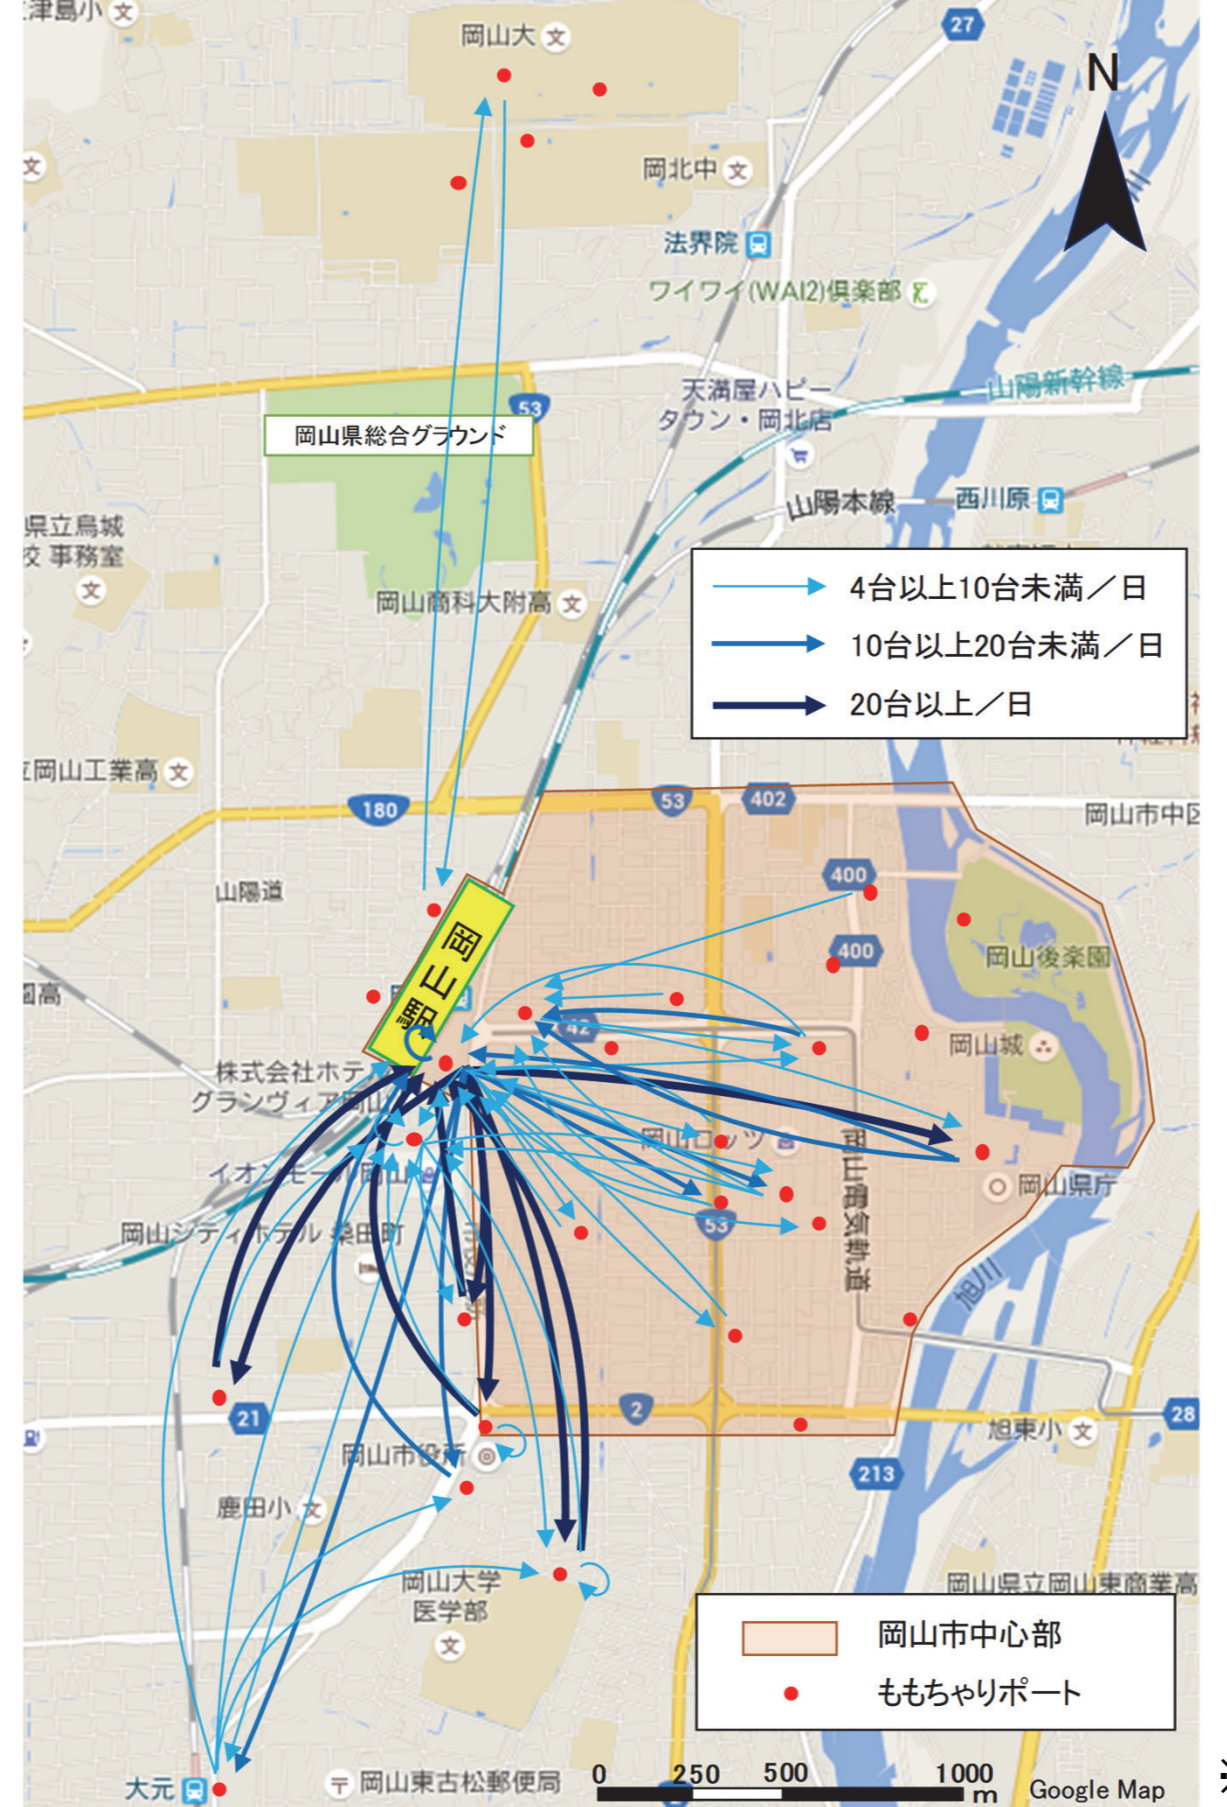 津島小
岡山大
27
N
岡北中
法界院
ワイワイ(WAI2)倶楽部
山陽新幹線
天満屋ハピー
タウン・岡北店
53
岡山県総合グラウンド
山陽本線
西川原
県立烏城
校 事務室
岡山商科大附高
4台以上10台未満／日
10台以上20台未満／日
20台以上／日
立岡山工業高
180
53
402
岡山市中区
山陽道
400
400
岡山後楽園
岡山駅
42
岡山城
株式会社ホテル
グランヴィア岡山
岡山ロッツ
イオンモール岡山
岡山電気軌道
岡山県庁
岡山シティホテル 桑田町
53
旭川
21
2
28
旭東小
岡山市役所
213
鹿田小
岡山大学
医学部
岡山県立岡山東商業高
岡山市中心部
ももちゃりポート
大元
岡山東古松郵便局
0 250 500 1000
m
Google Map